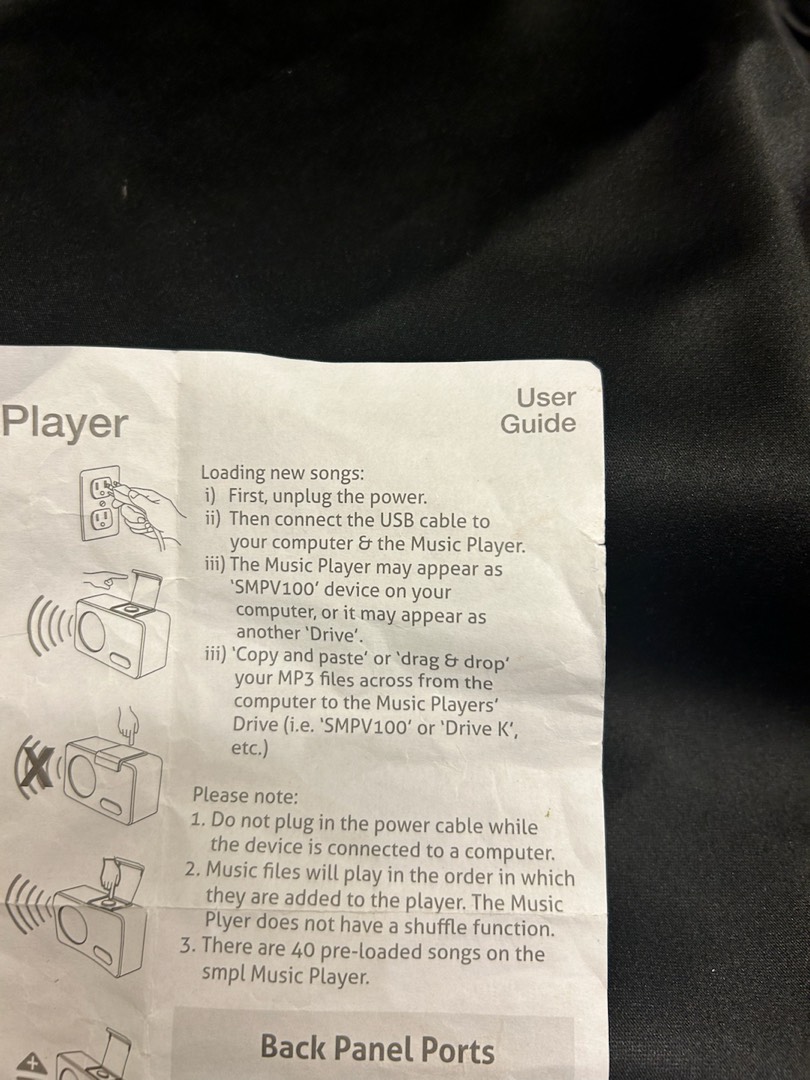 Player
User
Guide
Loading new songs:
i) First, unplug the power.
ii) Then connect the USB cable to
your computer & the Music Player.
iii) The Music Player may appear as
‘SMPV100’ device on your
computer, or it may appear as
another ‘Drive’.
iii) ‘Copy and paste’ or ‘drag & drop’
your MP3 files across from the
computer to the Music Players’
Drive (i.e. ‘SMPV100’ or ‘Drive K’,
etc.)
Please note:
1. Do not plug in the power cable while
the device is connected to a computer.
2. Music files will play in the order in which
they are added to the player. The Music
Plyer does not have a shuffle function.
3. There are 40 pre-loaded songs on the
smpl Music Player.
Back Panel Ports